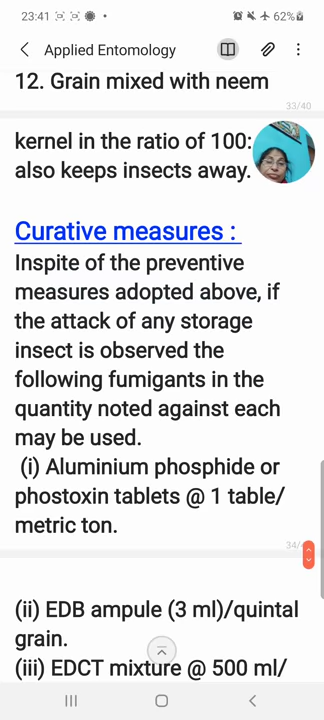 23:41
62%
Applied Entomology
12. Grain mixed with neem
33/40
kernel in the ratio of 100:
also keeps insects away.
Curative measures :
Inspite of the preventive
measures adopted above, if
the attack of any storage
insect is observed the
following fumigants in the
quantity noted against each
may be used.
(i) Aluminium phosphide or
phostoxin tablets @ 1 table/
metric ton.
34/
(ii) EDB ampule (3 ml)/quintal
grain.
(iii) EDCT mixture @ 500 ml/